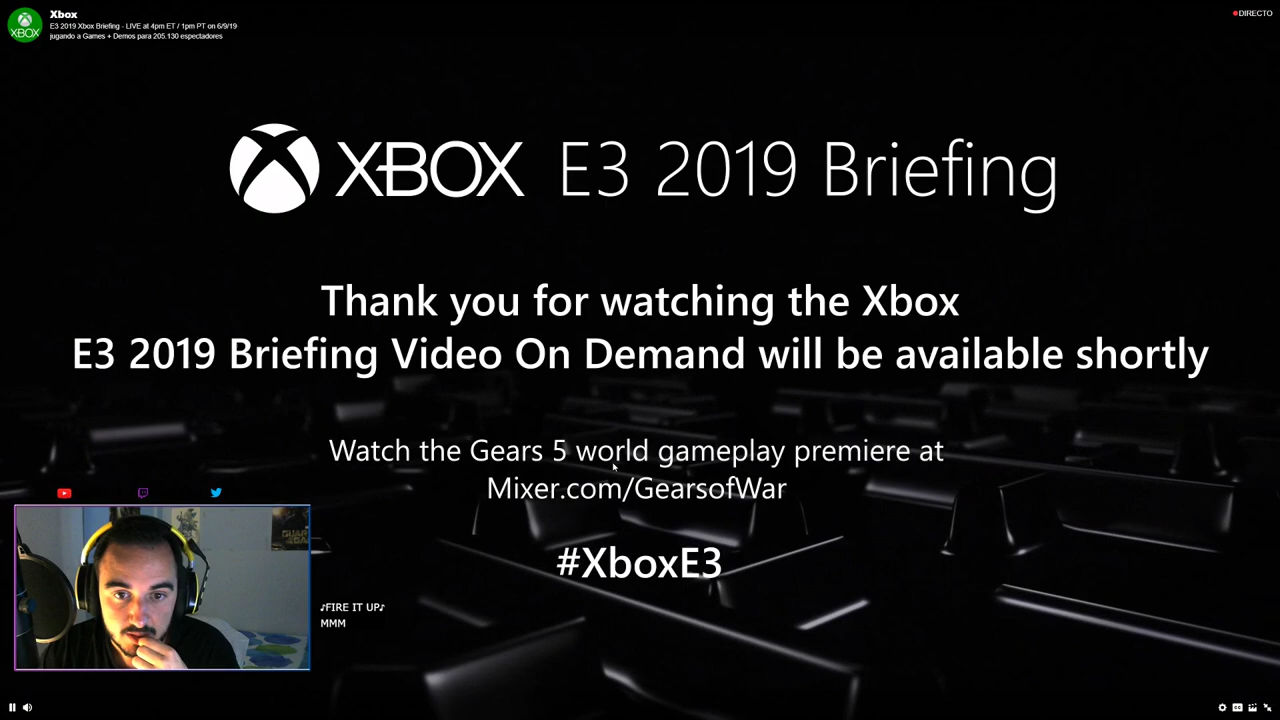 Xbox
E3 2019 Xbox Briefing - LIVE at 4pm ET / 1pm PT on 6/9/19
jugando a Games + Demos para 205.130 espectadores
DIRECTO
XBOX
XBOX E3 2019 Briefing
Thank you for watching the Xbox
E3 2019 Briefing Video On Demand will be available shortly
Watch the Gears 5 world gameplay premiere at
Mixer.com/GearsofWar
#XboxE3
♪FIRE IT UP♪
MMM
CC